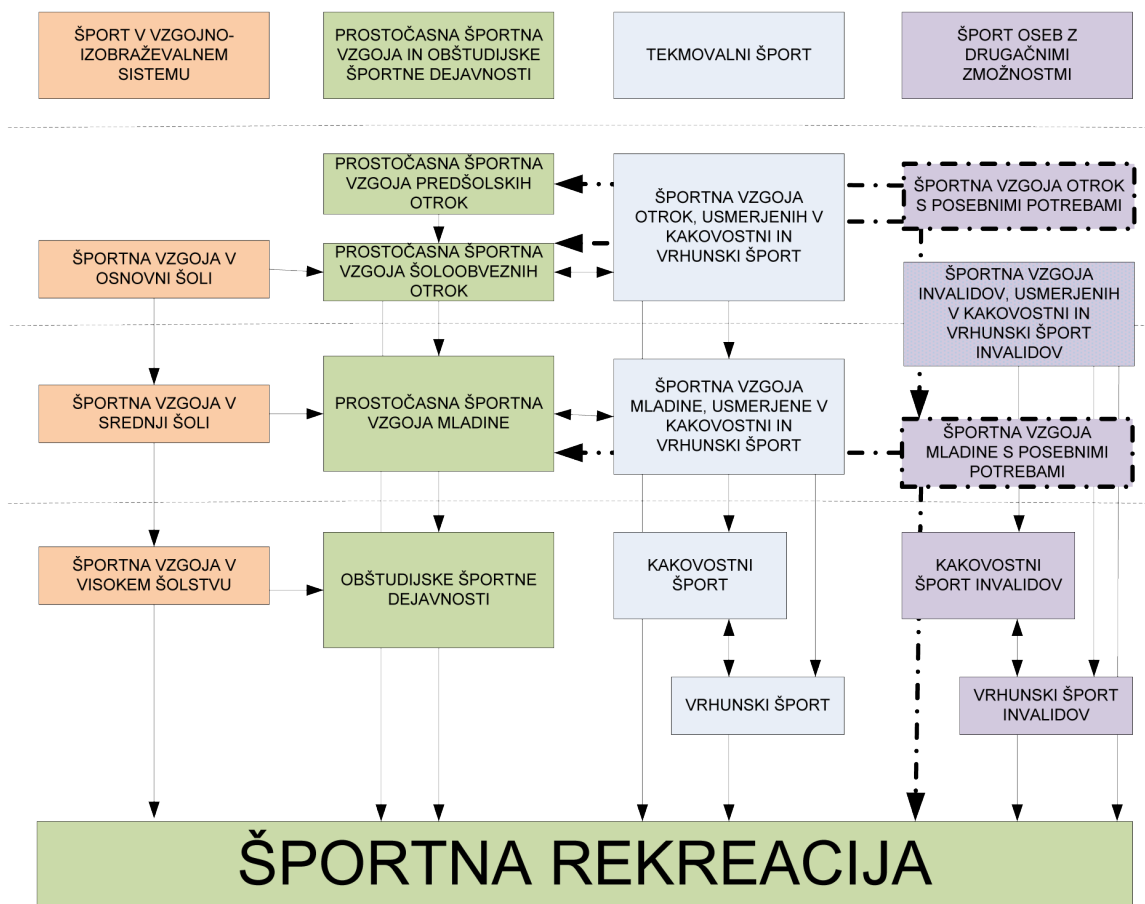 ŠPORT V VZGOJNO-
IZOBRAŽEVALNEM
SISTEMU
PROSTOČASNA ŠPORTNA
VZGOJA IN OBŠTUDIJSKE
ŠPORTNE DEJAVNOSTI
TEKMOVALNI ŠPORT
ŠPORT OSEB Z
DRUGAČNIMI
ZMOŽNOSTMI
PROSTOČASNA ŠPORTNA
VZGOJA PREDŠOLSKIH
OTROK
ŠPORTNA VZGOJA
OTROK, USMERJENIH V
KAKOVOSTNI IN
VRHUNSKI ŠPORT
ŠPORTNA VZGOJA OTROK
S POSEBNIMI POTREBAMI
ŠPORTNA VZGOJA V
OSNOVNI ŠOLI
PROSTOČASNA ŠPORTNA
VZGOJA ŠOLOOBVEZNIH
OTROK
ŠPORTNA VZGOJA
INVALIDOV, USMERJENIH
V KAKOVOSTNI IN
VRHUNSKI ŠPORT
INVALIDOV
ŠPORTNA VZGOJA V
SREDNJI ŠOLI
PROSTOČASNA ŠPORTNA
VZGOJA MLADINE
ŠPORTNA VZGOJA
MLADINE, USMERJENE V
KAKOVOSTNI IN
VRHUNSKI ŠPORT
ŠPORTNA VZGOJA
MLADINE S POSEBNIMI
POTREBAMI
ŠPORTNA VZGOJA V
VISOKEM ŠOLSTVU
OBŠTUDIJSKE ŠPORTNE
DEJAVNOSTI
KAKOVOSTNI
ŠPORT
KAKOVOSTNI
ŠPORT INVALIDOV
VRHUNSKI ŠPORT
VRHUNSKI ŠPORT
INVALIDOV
ŠPORTNA REKREACIJA